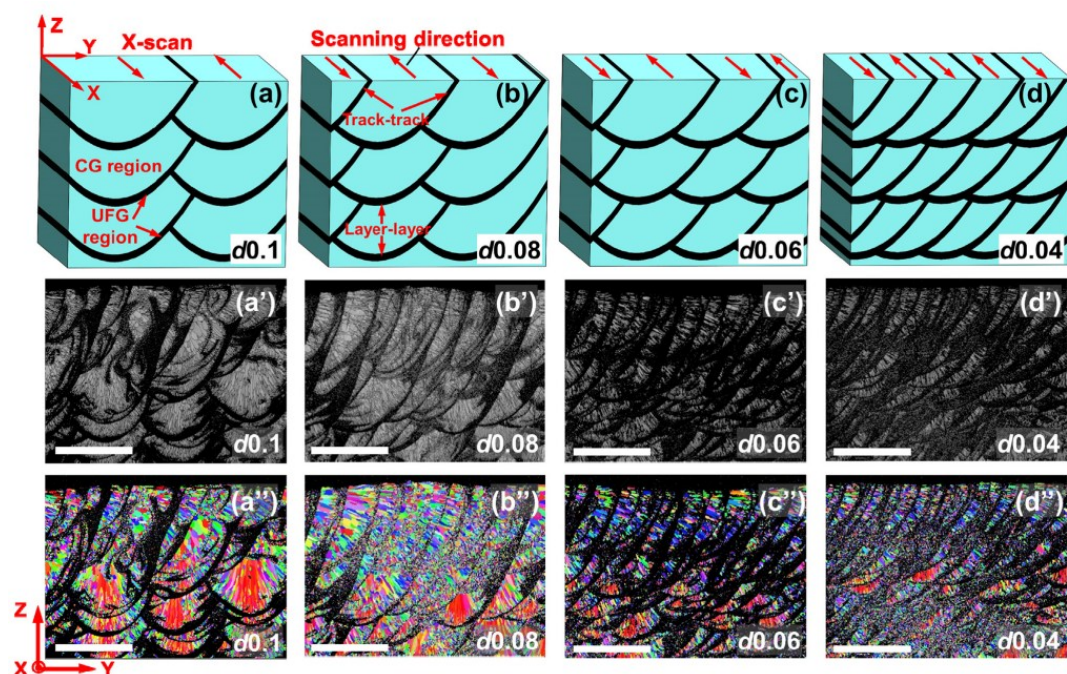 Z
Y
X
X-scan
Scanning direction
(a)
(b)
(c)
(d)
Track-track
CG region
UFG
region
Layer-layer
d0.1
d0.08
d0.06
d0.04
(a')
(b')
(c')
(d')
d0.1
d0.08
d0.06
d0.04
(a'')
(b'')
(c'')
(d'')
Z
X
Y
d0.1
d0.08
d0.06
d0.04